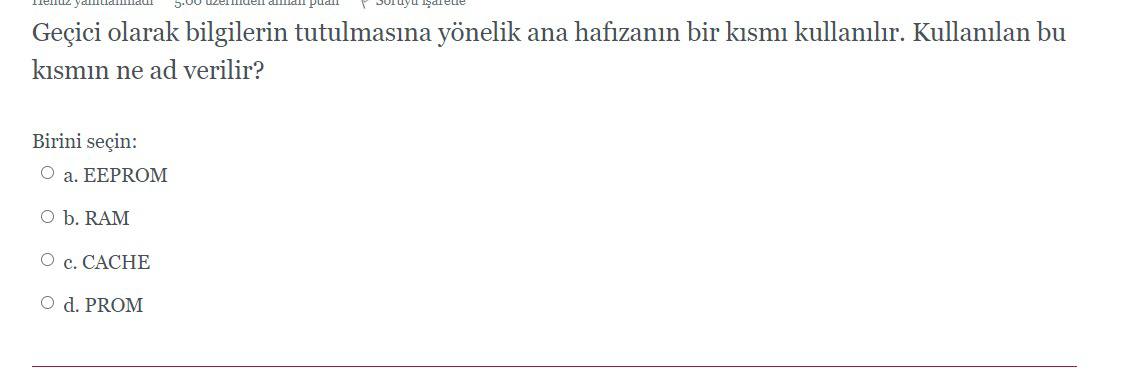 Henüz yanıtlanmadı 5.00 üzerinden alınan puan Soruyu işaretle
Geçici olarak bilgilerin tutulmasına yönelik ana hafızanın bir kısmı kullanılır. Kullanılan bu
kısmın ne ad verilir?
Birini seçin:
a. EEPROM
b. RAM
c. CACHE
d. PROM